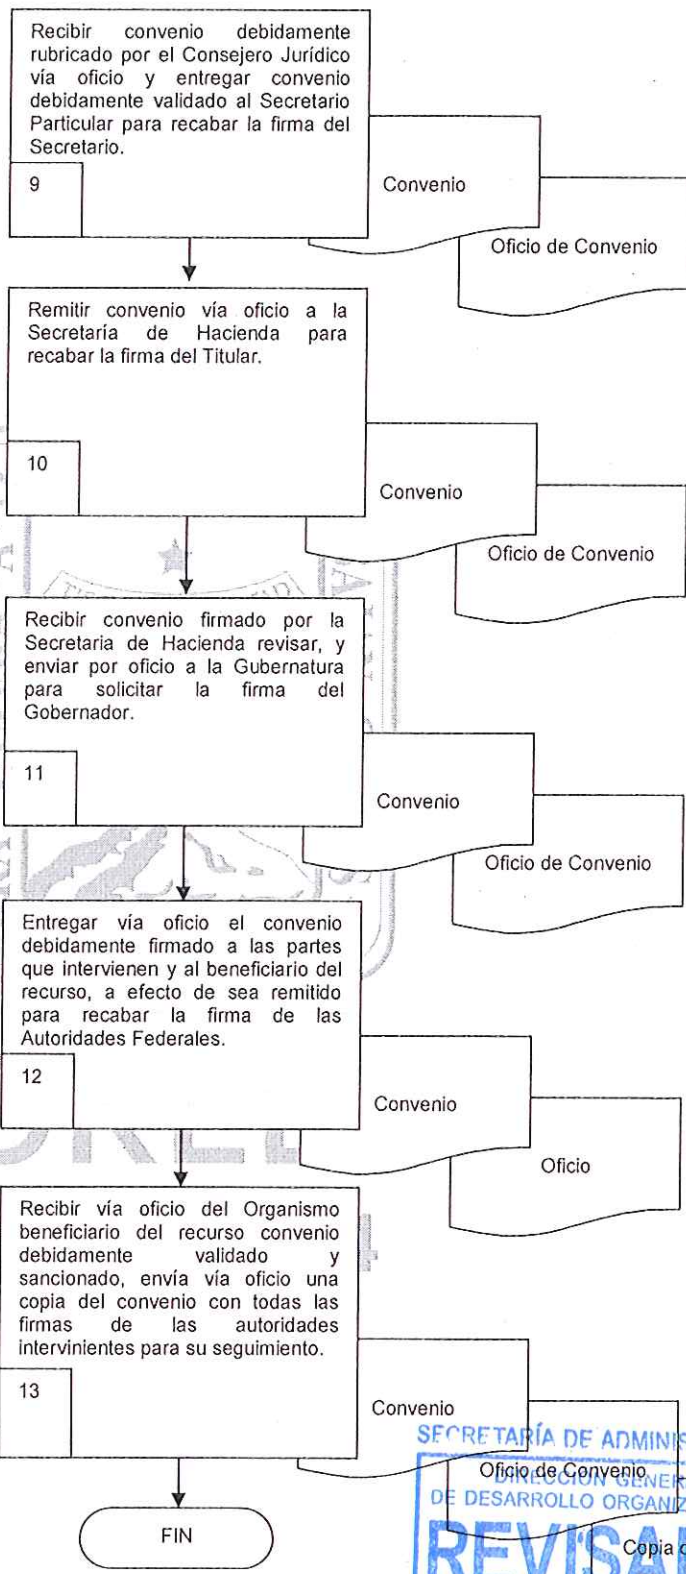 Recibir convenio debidamente
rubricado por el Consejero Jurídico
vía oficio y entregar convenio
debidamente validado al Secretario
Particular para recabar la firma del
Secretario.
9
Convenio
Oficio de Convenio
Remitir convenio vía oficio a la
Secretaría de Hacienda para
recabar la firma del Titular.
10
Convenio
Oficio de Convenio
Recibir convenio firmado por la
Secretaria de Hacienda revisar, y
enviar por oficio a la Gubernatura
para solicitar la firma del
Gobernador.
11
Convenio
Oficio de Convenio
Entregar vía oficio el convenio
debidamente firmado a las partes
que intervienen y al beneficiario del
recurso, a efecto de sea remitido
para recabar la firma de las
Autoridades Federales.
12
Convenio
Oficio
Recibir vía oficio del Organismo
beneficiario del recurso convenio
debidamente validado y
sancionado, envía vía oficio una
copia del convenio con todas las
firmas de las autoridades
intervinientes para su seguimiento.
13
Convenio
SECRETARÍA DE ADMINIS
Oficio de Convenio
DIRECCIÓN GENER
DE DESARROLLO ORGANIZ
REVISA
Copia
FIN